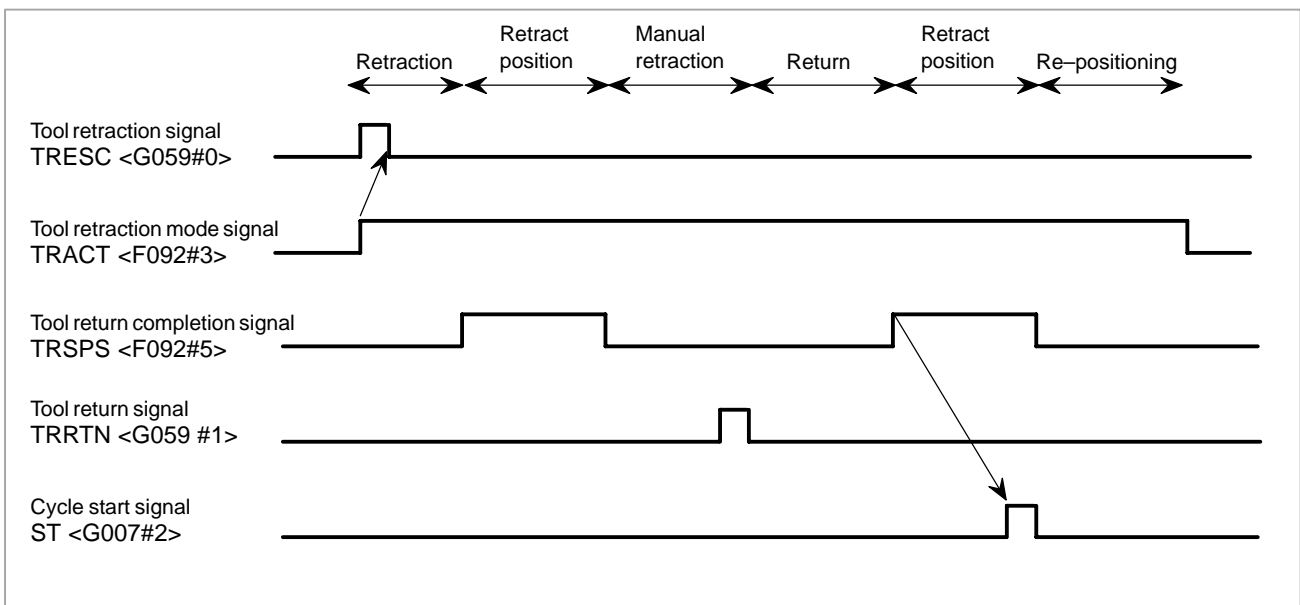 Retraction
Retract
position
Manual
retraction
Return
Retract
position
Re–positioning
Tool retraction signal
TRESC <G059#0>
Tool retraction mode signal
TRACT <F092#3>
Tool return completion signal
TRSPS <F092#5>
Tool return signal
TRRTN <G059 #1>
Cycle start signal
ST <G007#2>